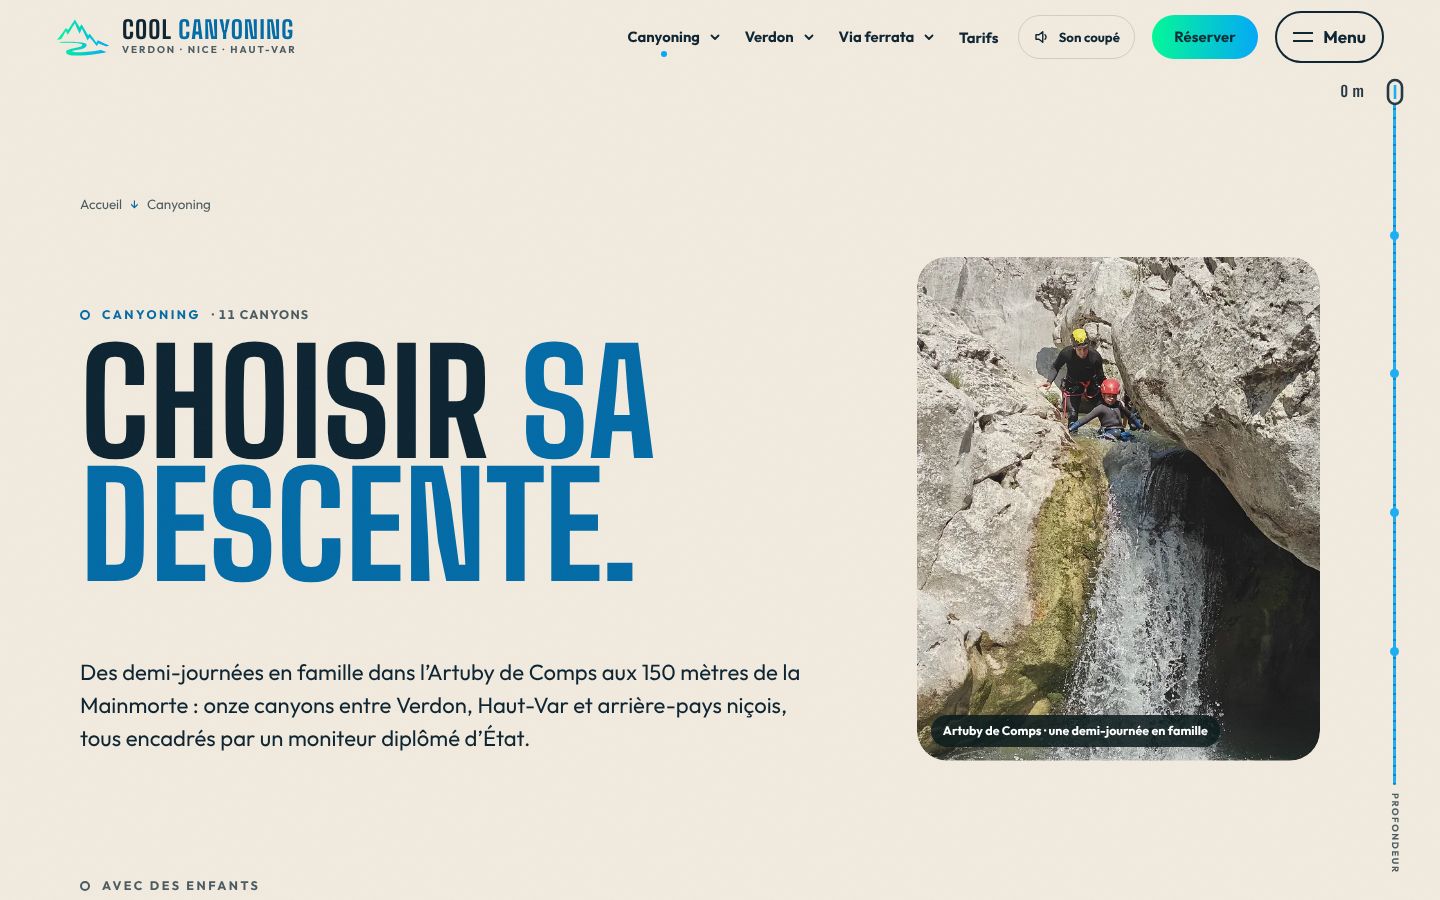 COOL CANYONING
VERDON · NICE · HAUT-VAR
Canyoning
Verdon
Via ferrata
Tarifs
Son coupé
Réserver
Menu
0 m
Accueil ↓ Canyoning
CANYONING · 11 CANYONS
CHOISIR SA
DESCENTE.
Des demi-journées en famille dans l’Artuby de Comps aux 150 mètres de la
Mainmorte : onze canyons entre Verdon, Haut-Var et arrière-pays niçois,
tous encadrés par un moniteur diplômé d’État.
Artuby de Comps · une demi-journée en famille
PROFONDEUR
AVEC DES ENFANTS